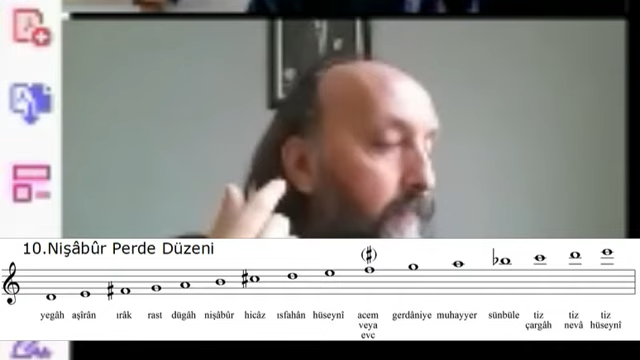 10.Nişâbûr Perde Düzeni
(#)
yegâh aşîrân ırâk rast dügâh nişâbûr hicâz ısfahân hüseynî acem gerdâniye muhayyer sünbüle tiz tiz tiz
veya çargâh nevâ hüseynî
evc